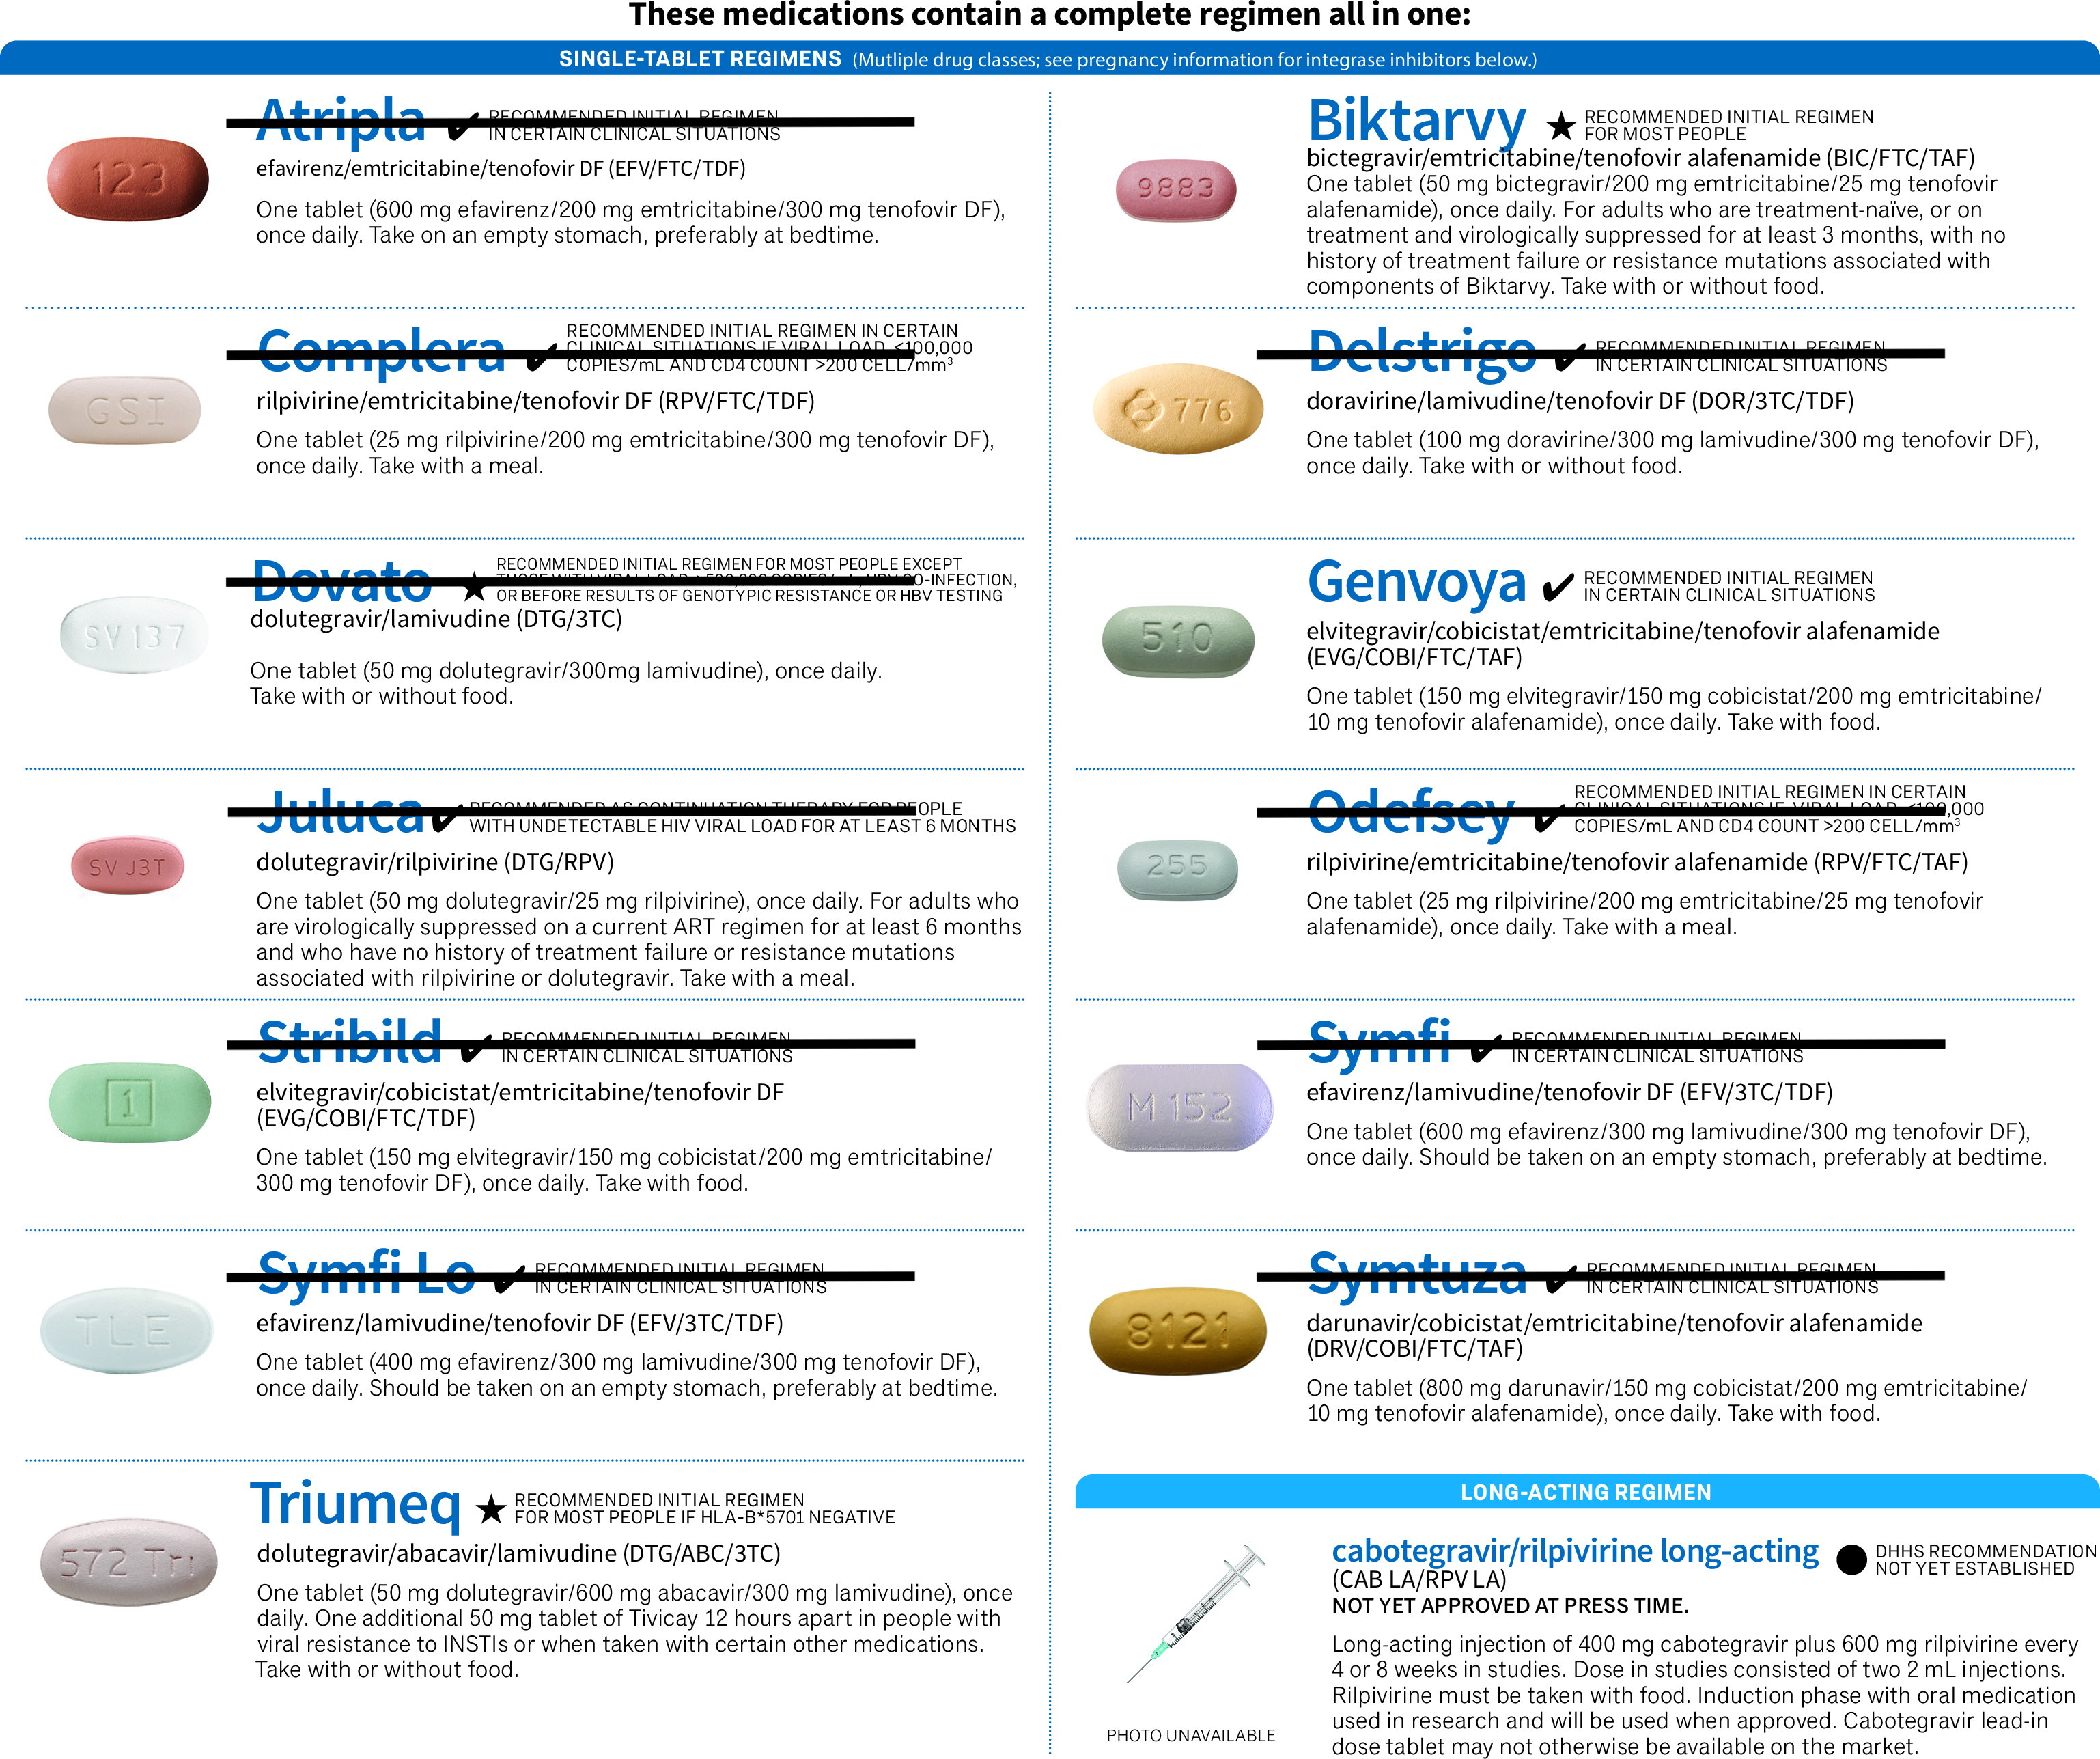 These medications contain a complete regimen all in one:
SINGLE-TABLET REGIMENS (Mutliple drug classes; see pregnancy information for integrase inhibitors below.)
123
Atripla ✔ RECOMMENDED INITIAL REGIMEN
IN CERTAIN CLINICAL SITUATIONS
efavirenz/emtricitabine/tenofovir DF (EFV/FTC/TDF)
One tablet (600 mg efavirenz/200 mg emtricitabine/300 mg tenofovir DF),
once daily. Take on an empty stomach, preferably at bedtime.
GSI
Complera ✔ RECOMMENDED INITIAL REGIMEN IN CERTAIN
CLINICAL SITUATIONS IF VIRAL LOAD <100,000
COPIES/mL AND CD4 COUNT >200 CELL/mm³
rilpivirine/emtricitabine/tenofovir DF (RPV/FTC/TDF)
One tablet (25 mg rilpivirine/200 mg emtricitabine/300 mg tenofovir DF),
once daily. Take with a meal.
SV 137
Dovato ★ RECOMMENDED INITIAL REGIMEN FOR MOST PEOPLE EXCEPT
THOSE WITH VIRAL LOAD CO-INFECTION,
OR BEFORE RESULTS OF GENOTYPIC RESISTANCE OR HBV TESTING
dolutegravir/lamivudine (DTG/3TC)
One tablet (50 mg dolutegravir/300mg lamivudine), once daily.
Take with or without food.
SV J3T
Juluca ✔ RECOMMENDED AS CONTINUATION THERAPY FOR PEOPLE
WITH UNDETECTABLE HIV VIRAL LOAD FOR AT LEAST 6 MONTHS
dolutegravir/rilpivirine (DTG/RPV)
One tablet (50 mg dolutegravir/25 mg rilpivirine), once daily. For adults who
are virologically suppressed on a current ART regimen for at least 6 months
and who have no history of treatment failure or resistance mutations
associated with rilpivirine or dolutegravir. Take with a meal.
1
Stribild ✔ RECOMMENDED INITIAL REGIMEN
IN CERTAIN CLINICAL SITUATIONS
elvitegravir/cobicistat/emtricitabine/tenofovir DF
(EVG/COBI/FTC/TDF)
One tablet (150 mg elvitegravir/150 mg cobicistat/200 mg emtricitabine/
300 mg tenofovir DF), once daily. Take with food.
TLE
Symfi Lo ✔ RECOMMENDED INITIAL REGIMEN
IN CERTAIN CLINICAL SITUATIONS
efavirenz/lamivudine/tenofovir DF (EFV/3TC/TDF)
One tablet (400 mg efavirenz/300 mg lamivudine/300 mg tenofovir DF),
once daily. Should be taken on an empty stomach, preferably at bedtime.
572 Tri
Triumeq ★ RECOMMENDED INITIAL REGIMEN
FOR MOST PEOPLE IF HLA-B*5701 NEGATIVE
dolutegravir/abacavir/lamivudine (DTG/ABC/3TC)
One tablet (50 mg dolutegravir/600 mg abacavir/300 mg lamivudine), once
daily. One additional 50 mg tablet of Tivicay 12 hours apart in people with
viral resistance to INSTIs or when taken with certain other medications.
Take with or without food.
9883
Biktarvy ★ RECOMMENDED INITIAL REGIMEN
FOR MOST PEOPLE
bictegravir/emtricitabine/tenofovir alafenamide (BIC/FTC/TAF)
One tablet (50 mg bictegravir/200 mg emtricitabine/25 mg tenofovir
alafenamide), once daily. For adults who are treatment-naïve, or on
treatment and virologically suppressed for at least 3 months, with no
history of treatment failure or resistance mutations associated with
components of Biktarvy. Take with or without food.
776
Delstrigo ✔ RECOMMENDED INITIAL REGIMEN
IN CERTAIN CLINICAL SITUATIONS
doravirine/lamivudine/tenofovir DF (DOR/3TC/TDF)
One tablet (100 mg doravirine/300 mg lamivudine/300 mg tenofovir DF),
once daily. Take with or without food.
510
Genvoya ✔ RECOMMENDED INITIAL REGIMEN
IN CERTAIN CLINICAL SITUATIONS
elvitegravir/cobicistat/emtricitabine/tenofovir alafenamide
(EVG/COBI/FTC/TAF)
One tablet (150 mg elvitegravir/150 mg cobicistat/200 mg emtricitabine/
10 mg tenofovir alafenamide), once daily. Take with food.
255
Odefsey ✔ RECOMMENDED INITIAL REGIMEN IN CERTAIN
CLINICAL SITUATIONS IF VIRAL LOAD <100,000
COPIES/mL AND CD4 COUNT >200 CELL/mm³
rilpivirine/emtricitabine/tenofovir alafenamide (RPV/FTC/TAF)
One tablet (25 mg rilpivirine/200 mg emtricitabine/25 mg tenofovir
alafenamide), once daily. Take with a meal.
M 152
Symfi ✔ RECOMMENDED INITIAL REGIMEN
IN CERTAIN CLINICAL SITUATIONS
efavirenz/lamivudine/tenofovir DF (EFV/3TC/TDF)
One tablet (600 mg efavirenz/300 mg lamivudine/300 mg tenofovir DF),
once daily. Should be taken on an empty stomach, preferably at bedtime.
8121
Symtuza ✔ RECOMMENDED INITIAL REGIMEN
IN CERTAIN CLINICAL SITUATIONS
darunavir/cobicistat/emtricitabine/tenofovir alafenamide
(DRV/COBI/FTC/TAF)
One tablet (800 mg darunavir/150 mg cobicistat/200 mg emtricitabine/
10 mg tenofovir alafenamide), once daily. Take with food.
LONG-ACTING REGIMEN
cabotegravir/rilpivirine long-acting ● DHHS RECOMMENDATION
NOT YET ESTABLISHED
(CAB LA/RPV LA)
NOT YET APPROVED AT PRESS TIME.
Long-acting injection of 400 mg cabotegravir plus 600 mg rilpivirine every
4 or 8 weeks in studies. Dose in studies consisted of two 2 mL injections.
Rilpivirine must be taken with food. Induction phase with oral medication
used in research and will be used when approved. Cabotegravir lead-in
dose tablet may not otherwise be available on the market.
PHOTO UNAVAILABLE